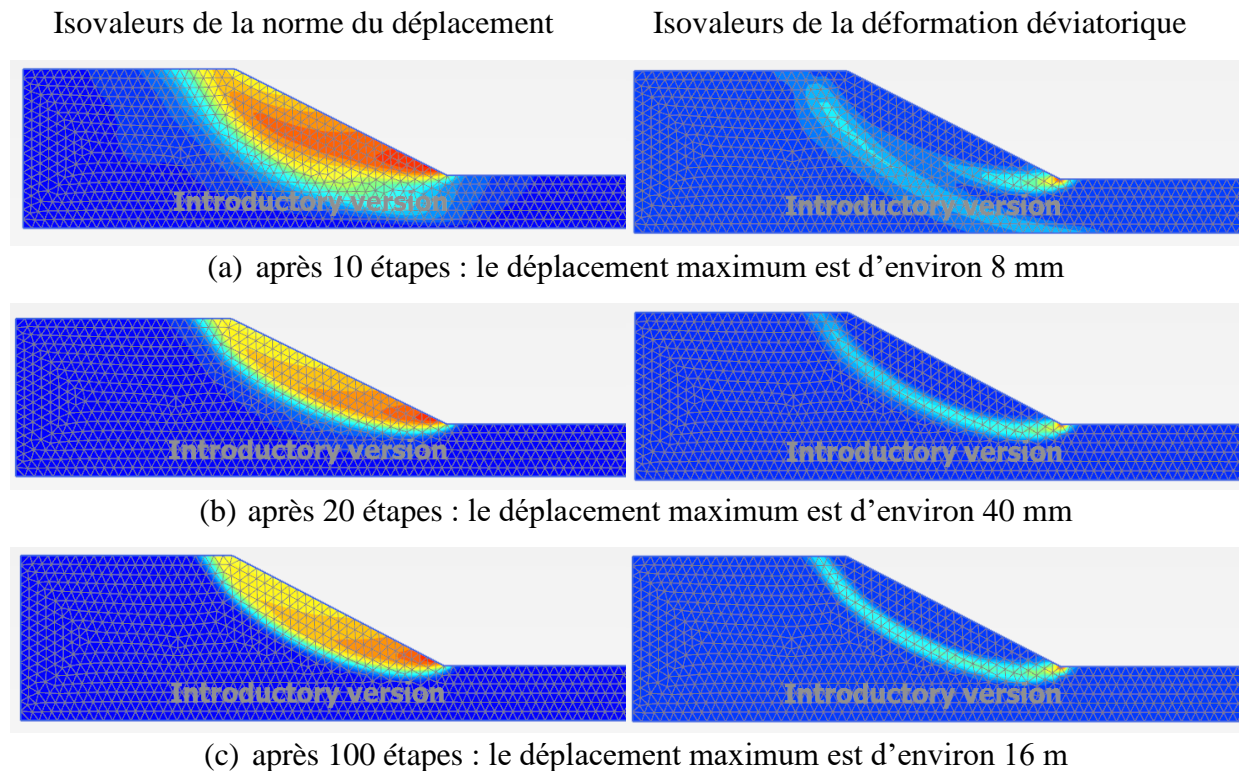 Isovaleurs de la norme du déplacement
Isovaleurs de la déformation déviatorique
Introductory version
Introductory version
(a) après 10 étapes : le déplacement maximum est d’environ 8 mm
Introductory version
Introductory version
(b) après 20 étapes : le déplacement maximum est d’environ 40 mm
Introductory version
Introductory version
(c) après 100 étapes : le déplacement maximum est d’environ 16 m